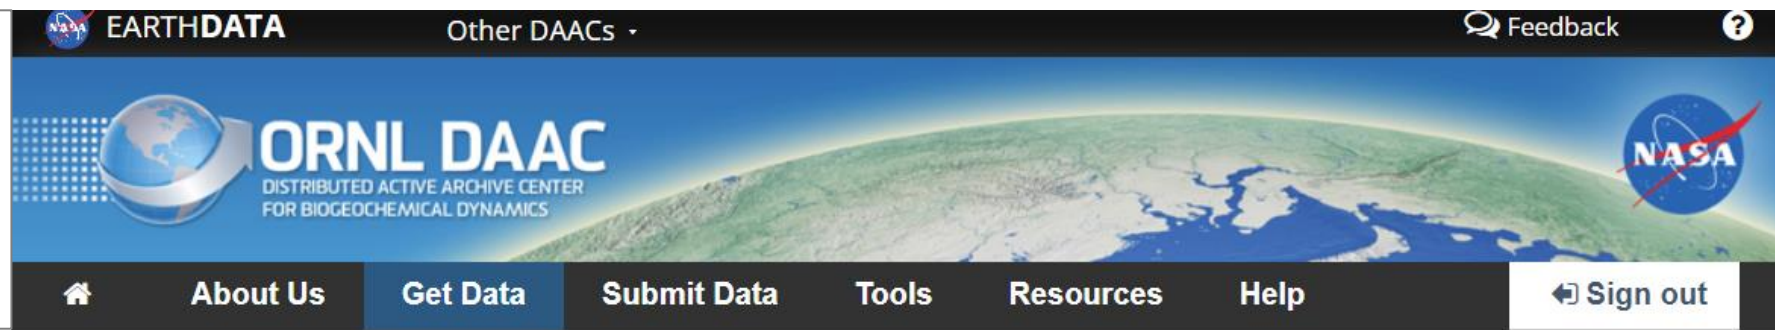 NASA EARTHDATA Other DAACs Feedback ?
ORNL DAAC
DISTRIBUTED ACTIVE ARCHIVE CENTER
FOR BIOGEOCHEMICAL DYNAMICS
NASA
About Us Get Data Submit Data Tools Resources Help Sign out